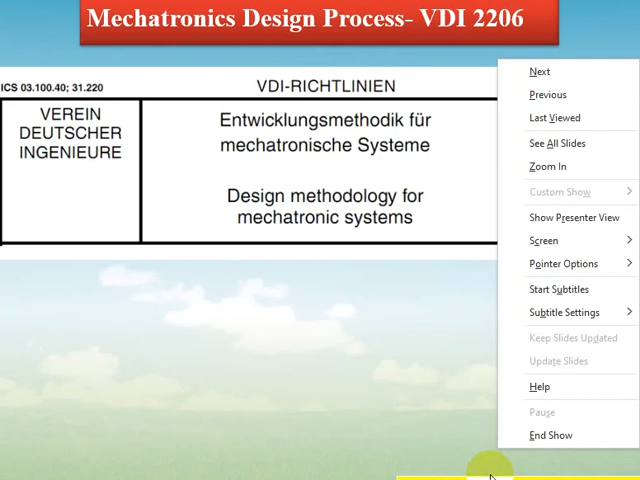 Mechatronics Design Process- VDI 2206
ICS 03.100.40; 31.220
VDI-RICHTLINIEN
VEREIN
DEUTSCHER
INGENIEURE
Entwicklungsmethodik für
mechatronische Systeme
Design methodology for
mechatronic systems
Next
Previous
Last Viewed
See All Slides
Zoom In
Custom Show
Show Presenter View
Screen
Pointer Options
Start Subtitles
Subtitle Settings
Keep Slides Updated
Update Slides
Help
Pause
End Show